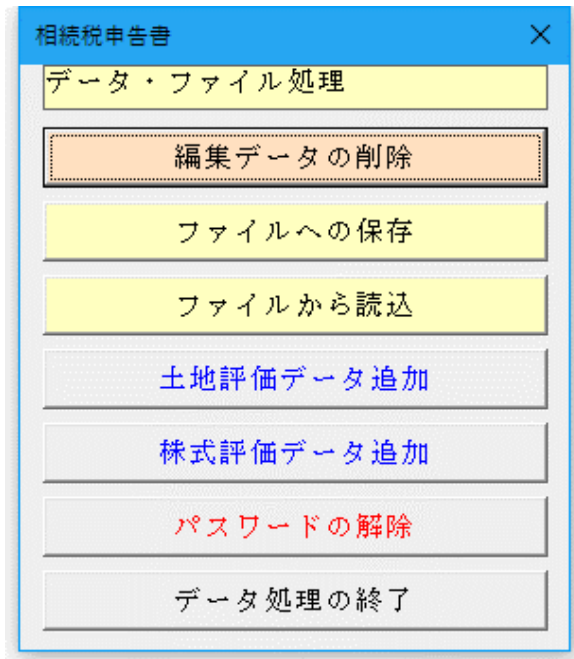 相続税申告書
データ・ファイル処理
編集データの削除
ファイルへの保存
ファイルから読込
土地評価データ追加
株式評価データ追加
パスワードの解除
データ処理の終了